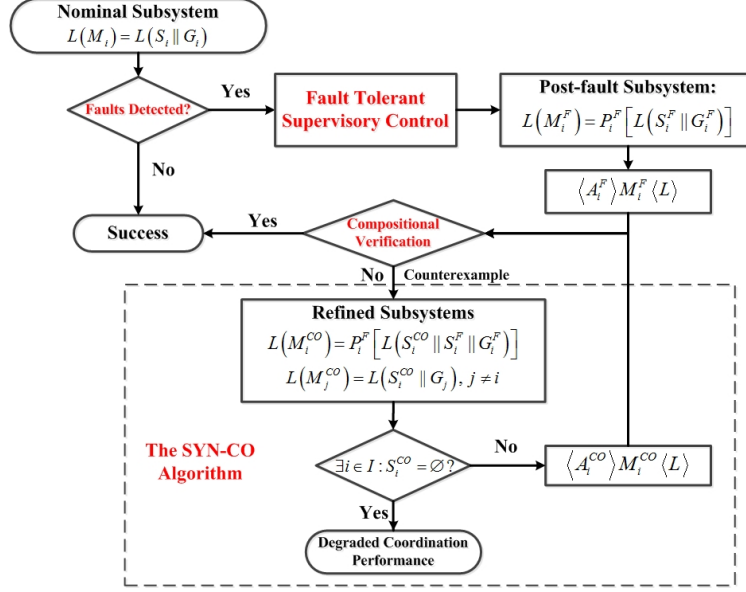 Nominal Subsystem
L(M_i) = L(S_i || G_i)
Faults Detected?
Yes
Fault Tolerant
Supervisory Control
Post-fault Subsystem:
L(M_i^F) = P_i^F [L(S_i^F || G_i^F)]
No
⟨A_i^F⟩ M_i^F ⟨L⟩
Success
Yes
Compositional
Verification
No
Counterexample
Refined Subsystems
L(M_i^{CO}) = P_i^F [L(S_i^{CO} || S_i^F || G_i^F)]
L(M_j^{CO}) = L(S_i^{CO} || G_j), j ≠ i
The SYN-CO
Algorithm
∃i ∈ I : S_i^{CO} = ∅?
No
⟨A_i^{CO}⟩ M_i^{CO} ⟨L⟩
Yes
Degraded Coordination
Performance